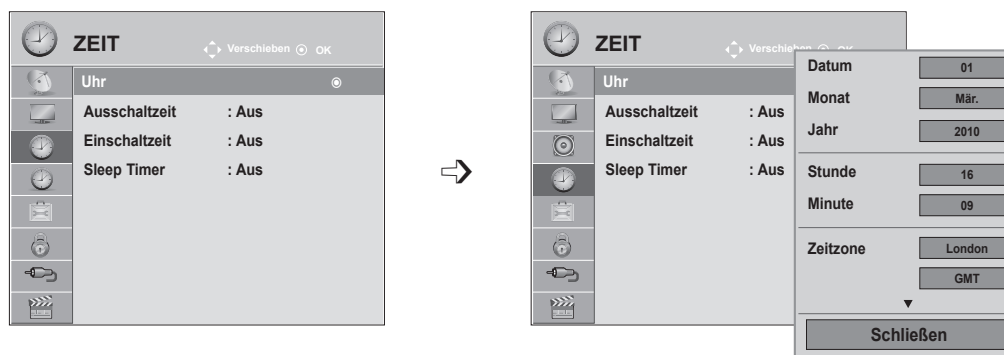 ZEIT
Verschieben OK
Uhr
Ausschaltzeit : Aus
Einschaltzeit : Aus
Sleep Timer : Aus
ZEIT
Uhr
Ausschaltzeit : Aus
Einschaltzeit : Aus
Sleep Timer : Aus
Datum 01
Monat Mär.
Jahr 2010
Stunde 16
Minute 09
Zeitzone London
GMT
Schließen